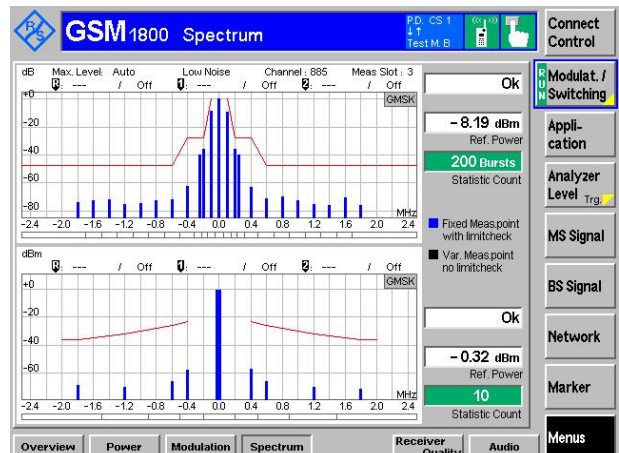 R/S GSM1800 Spectrum
P.D. CS 1
Test M. B
Connect Control
dB Max. Level: Auto Low Noise Channel : 885 Meas Slot : 3
--- / Off --- / Off --- / Off
GMSK
+0
-20
-40
-60
-80
MHz
-2.4 -2.0 -1.6 -1.2 -0.8 -0.4 0.0 0.4 0.8 1.2 1.6 2.0 2.4
Ok
-8.19 dBm
Ref. Power
200 Bursts
Statistic Count
Fixed Meas.point
with limitcheck
Var. Meas.point
no limitcheck
dBm
--- / Off --- / Off --- / Off
GMSK
+0
-20
-40
-60
MHz
-2.4 -2.0 -1.6 -1.2 -0.8 -0.4 0.0 0.4 0.8 1.2 1.6 2.0 2.4
Ok
-0.32 dBm
Ref. Power
10
Statistic Count
RUN
Modulat. /
Switching
Appli-
cation
Analyzer
Level Trg.
MS Signal
BS Signal
Network
Marker
Menus
Overview Power Modulation Spectrum Receiver Quality Audio